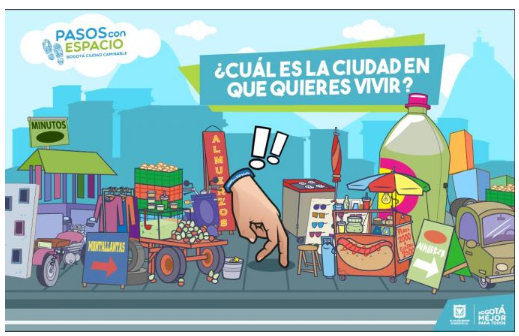 PASOS con
ESPACIO
BOGOTÁ CIUDAD CAMINABLE
¿CUÁL ES LA CIUDAD EN
QUE QUIERES VIVIR?
MINUTOS
ALMUERZOS
!!
MONTALLANTAS
MINUTOS
BOGOTÁ
MEJOR
PARA TODOS